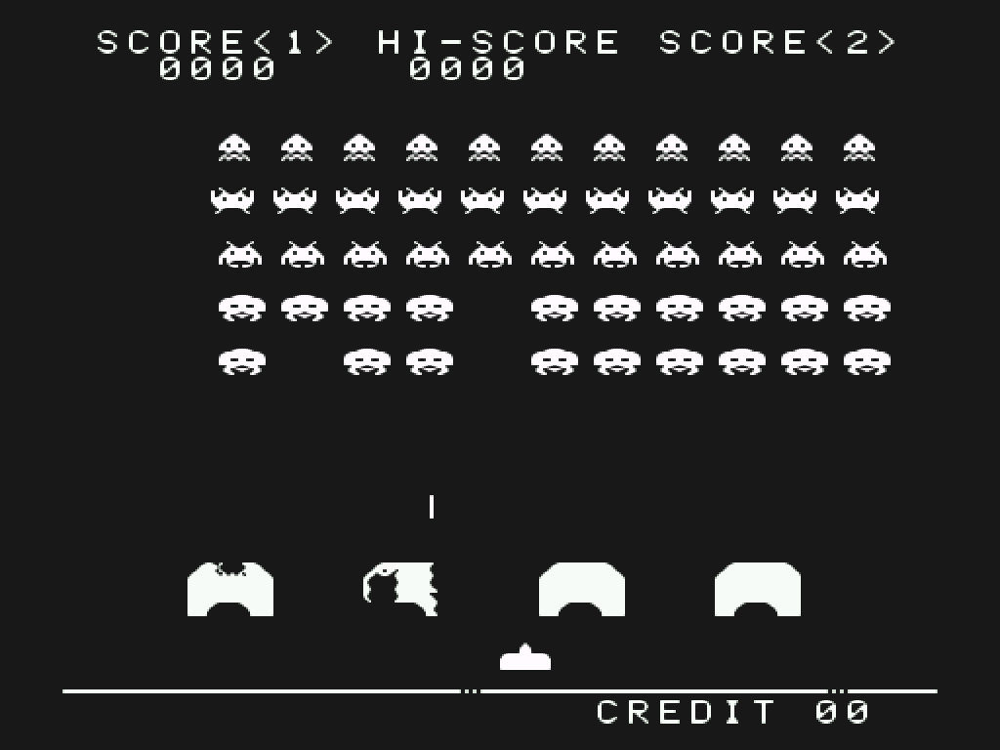 SCORE<1> HI-SCORE SCORE<2>
0000 0000
CREDIT 00